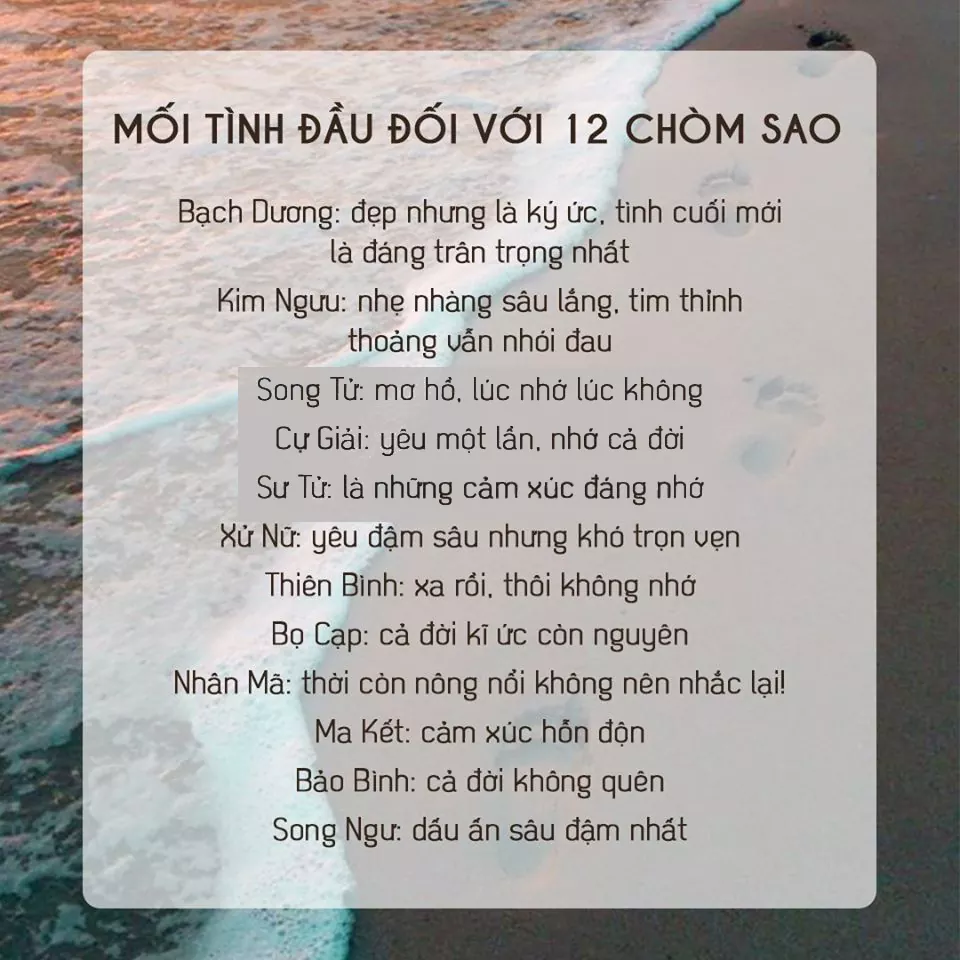 MỐI TÌNH ĐẦU ĐỐI VỚI 12 CHÒM SAO
Bạch Dương: đẹp nhưng là ký ức, tình cuối mới
là đáng trân trọng nhất
Kim Ngưu: nhẹ nhàng sâu lắng, tim thỉnh
thoảng vẫn nhói đau
Song Tử: mơ hồ, lúc nhớ lúc không
Cự Giải: yêu một lần, nhớ cả đời
Sư Tử: là những cảm xúc đáng nhớ
Xử Nữ: yêu đậm sâu nhưng khó trọn vẹn
Thiên Bình: xa rồi, thôi không nhớ
Bọ Cạp: cả đời kĩ ức còn nguyên
Nhân Mã: thời còn nông nổi không nên nhắc lại!
Ma Kết: cảm xúc hỗn độn
Bảo Bình: cả đời không quên
Song Ngư: dấu ấn sâu đậm nhất